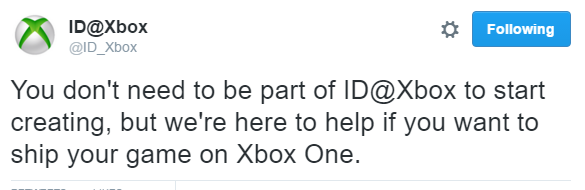 ID@Xbox
@ID_Xbox
Following
You don't need to be part of ID@Xbox to start
creating, but we're here to help if you want to
ship your game on Xbox One.